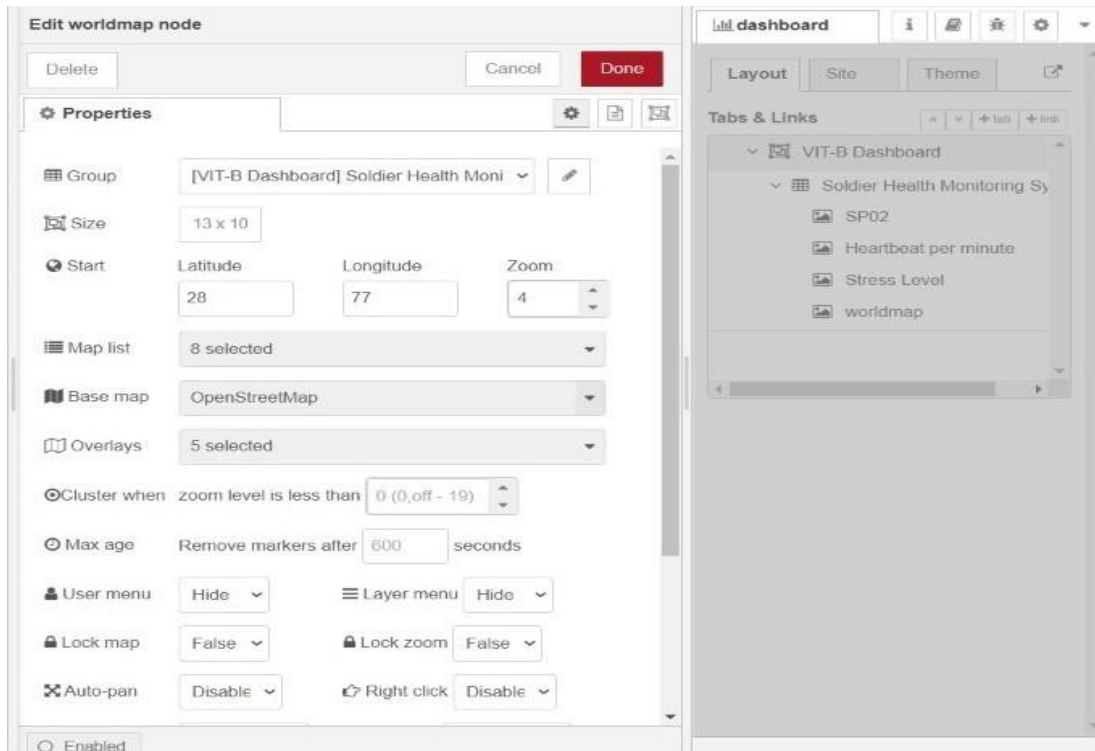 Edit worldmap node
Delete
Cancel
Done
Properties
Group [VIT-B Dashboard] Soldier Health Moni
Size 13 x 10
Start Latitude Longitude Zoom
28 77 4
Map list 8 selected
Base map OpenStreetMap
Overlays 5 selected
Cluster when zoom level is less than 0 (0,off - 19)
Max age Remove markers after 600 seconds
User menu Hide Layer menu Hide
Lock map False Lock zoom False
Auto-pan Disable Right click Disable
Enabled
dashboard
Layout Site Theme
Tabs & Links + tab + link
VIT-B Dashboard
Soldier Health Monitoring Sy
SP02
Heartbeat per minute
Stress Level
worldmap